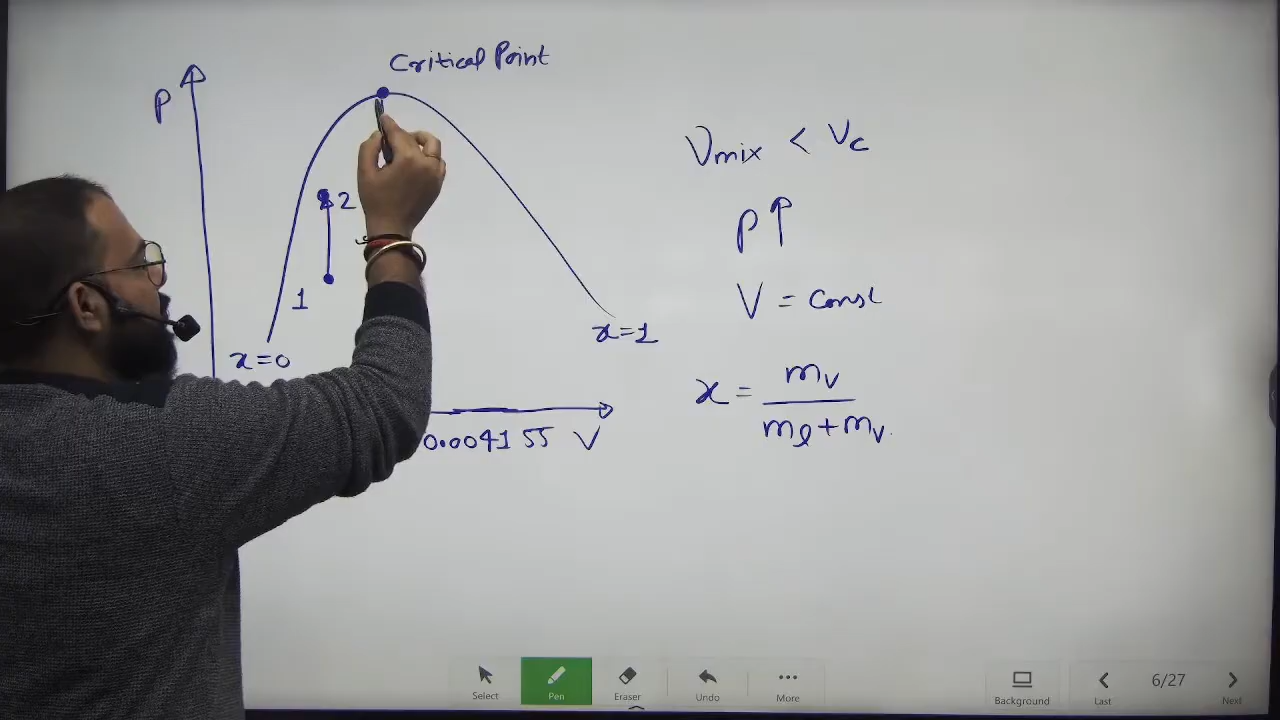 Critical Point
P
2
1
x=0
x=1
0.004155 V
Vmix < Vc
P↑
V = Const
x = mv / ml+mv
Select
Pen
Eraser
Undo
More
Background
Last
6/27
Next